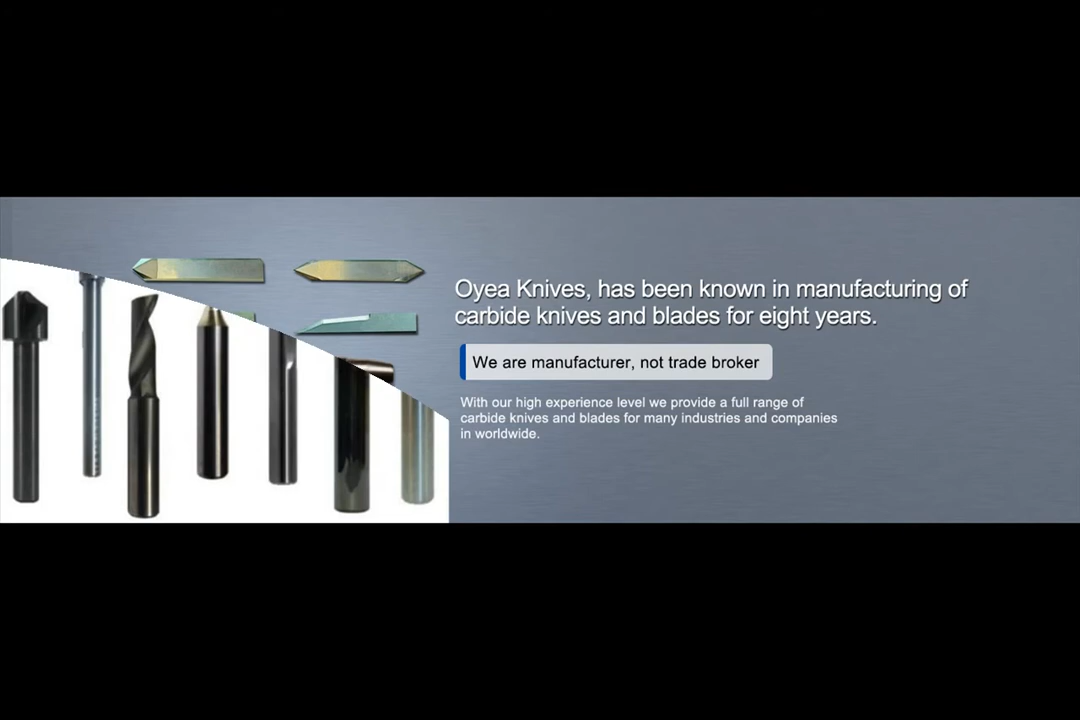 Oyea Knives, has been known in manufacturing of
carbide knives and blades for eight years.
We are manufacturer, not trade broker
With our high experience level we provide a full range of
carbide knives and blades for many industries and companies
in worldwide.